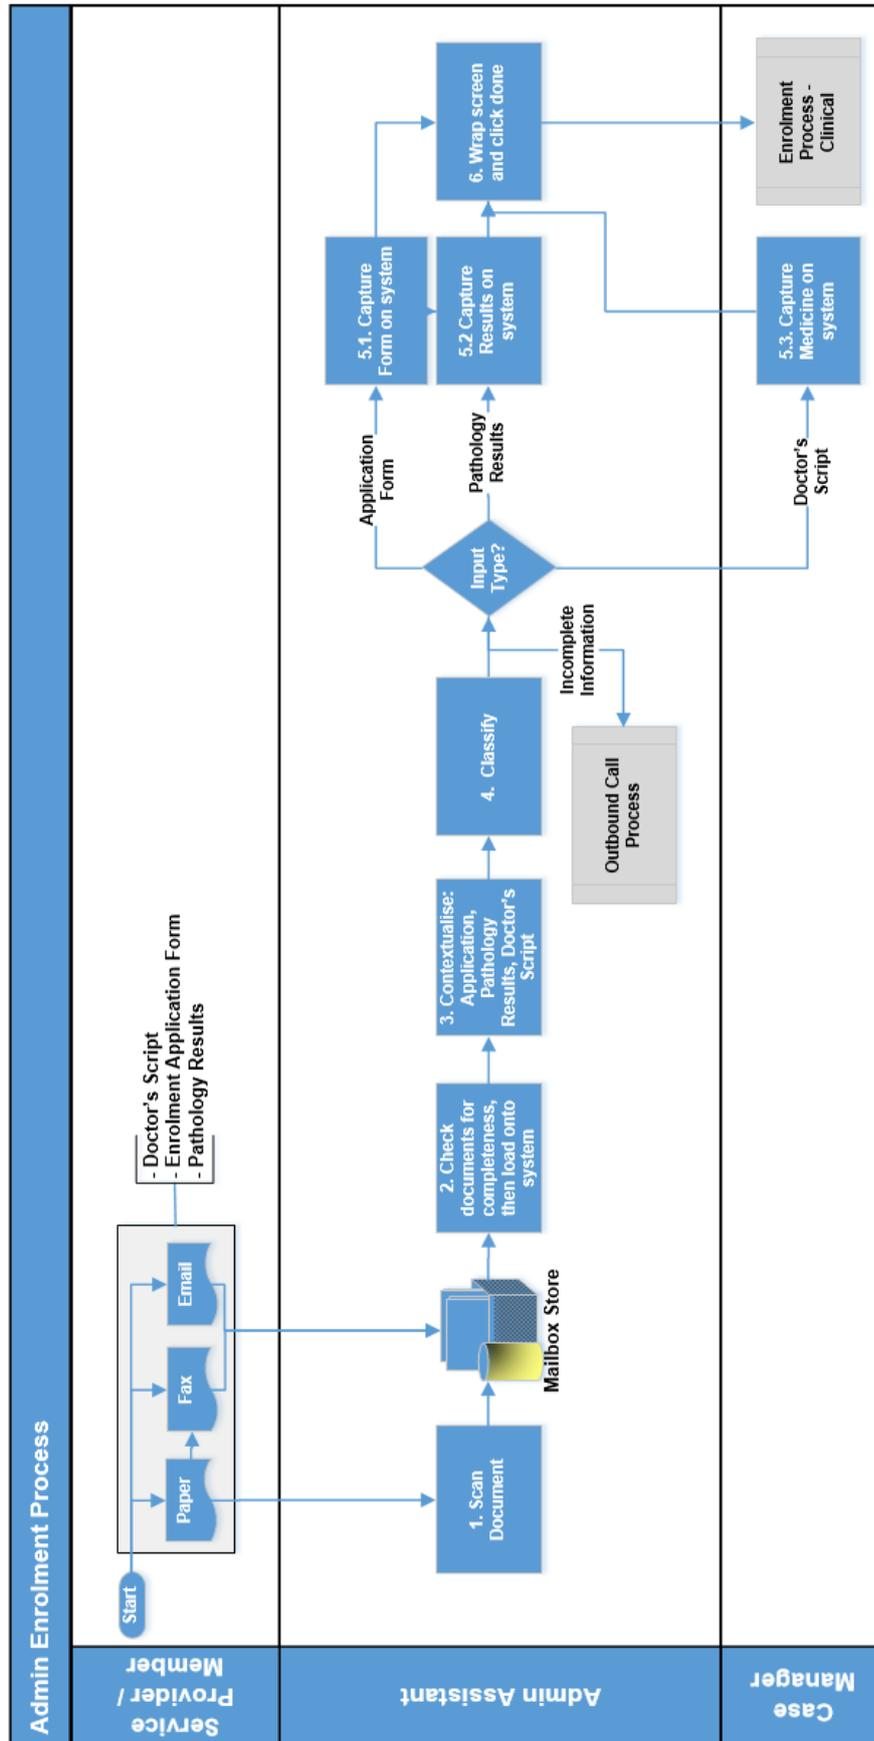 Admin Enrolment Process
Service
Provider /
Member
Start
Paper
Fax
Email
- Doctor's Script
- Enrolment Application Form
- Pathology Results
Admin Assistant
1. Scan
Document
Mailbox Store
2. Check
documents for
completeness,
then load onto
system
3. Contextualise:
Application,
Pathology
Results, Doctor's
Script
4. Classify
Incomplete
Information
Outbound Call
Process
Input
Type?
Application
Form
Pathology
Results
Doctor's
Script
5.1. Capture
Form on system
5.2 Capture
Results on
system
6. Wrap screen
and click done
Case
Manager
5.3. Capture
Medicine on
system
Enrolment
Process -
Clinical